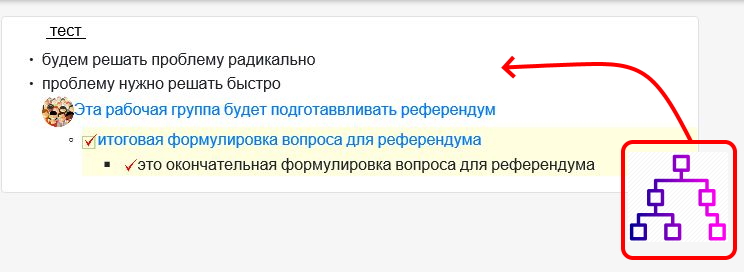 тест
будем решать проблему радикально
проблему нужно решать быстро
Эта рабочая группа будет подготаввливать референдум
итоговая формулировка вопроса для референдума
это окончательная формулировка вопроса для референдума